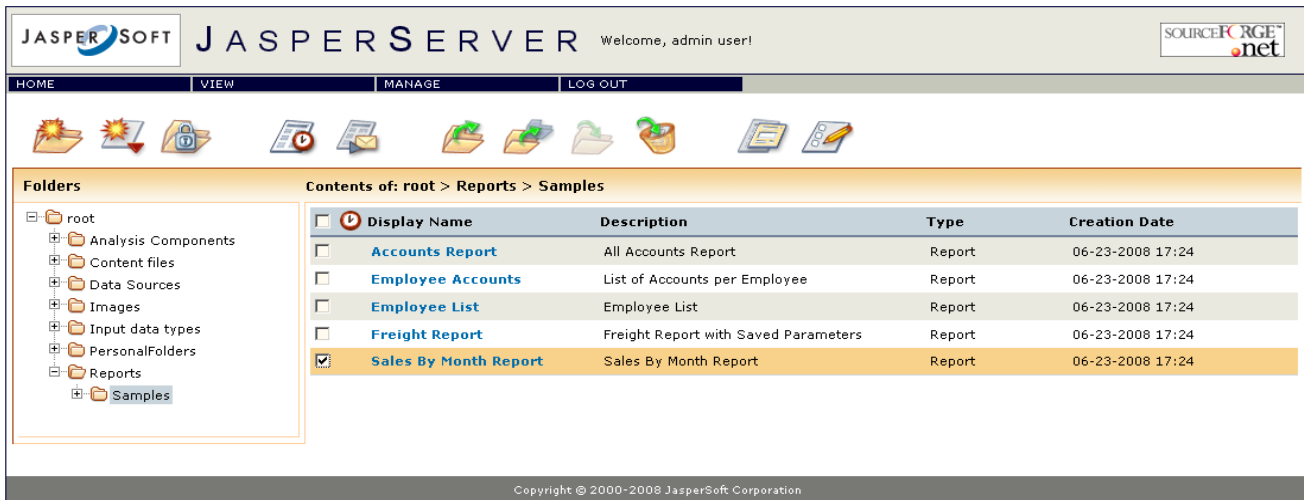 JASPERSOFT JASPERSERVER Welcome, admin user! SOURCEFORGE™
.net
HOME VIEW MANAGE LOG OUT
Folders Contents of: root > Reports > Samples
root Display Name Description Type Creation Date
Analysis Components Accounts Report All Accounts Report Report 06-23-2008 17:24
Content files
Data Sources Employee Accounts List of Accounts per Employee Report 06-23-2008 17:24
Images Employee List Employee List Report 06-23-2008 17:24
Input data types Freight Report Freight Report with Saved Parameters Report 06-23-2008 17:24
PersonalFolders Sales By Month Report Sales By Month Report Report 06-23-2008 17:24
Reports
Samples
Copyright © 2000-2008 JasperSoft Corporation